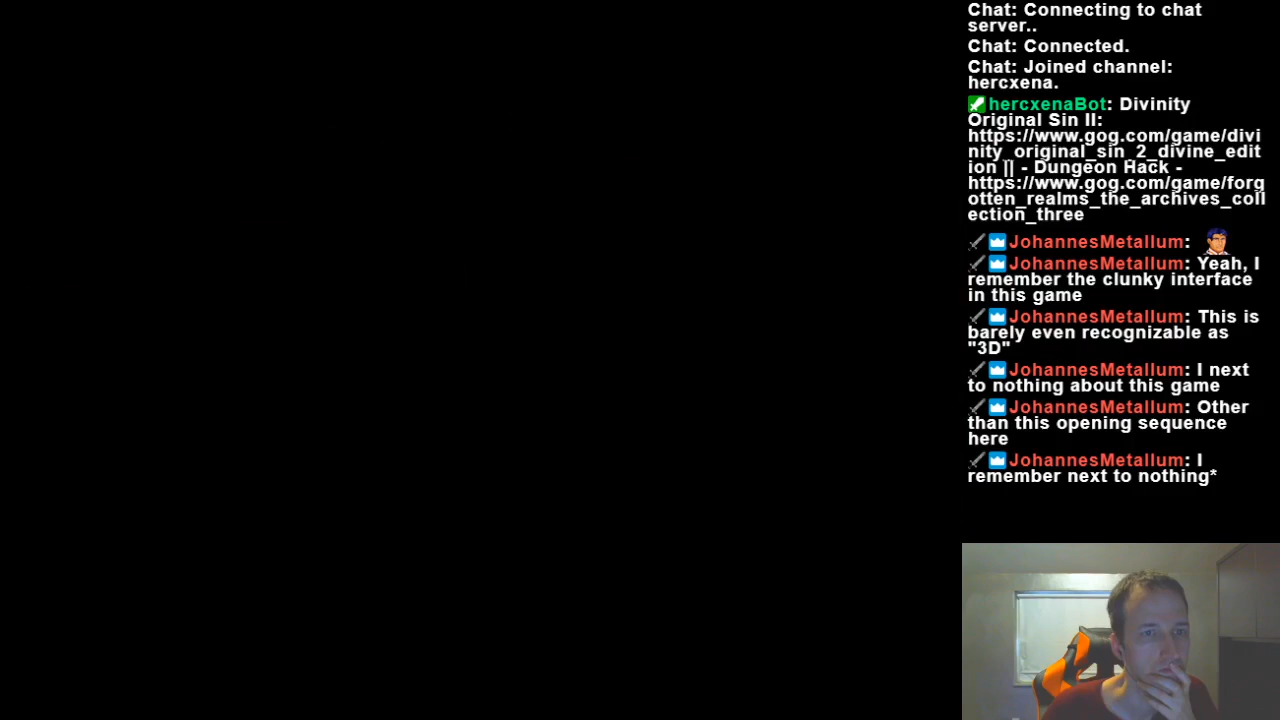 Chat: Connecting to chat
server..
Chat: Connected.
Chat: Joined channel:
hercxena.
hercxenaBot: Divinity
Original Sin II:
https://www.gog.com/game/divi
nity_original_sin_2_divine_edit
ion || - Dungeon Hack -
https://www.gog.com/game/forg
otten_realms_the_archives_coll
ection_three
JohannesMetallum:
JohannesMetallum: Yeah, I
remember the clunky interface
in this game
JohannesMetallum: This is
barely even recognizable as
"3D"
JohannesMetallum: I next
to nothing about this game
JohannesMetallum: Other
than this opening sequence
here
JohannesMetallum: I
remember next to nothing*